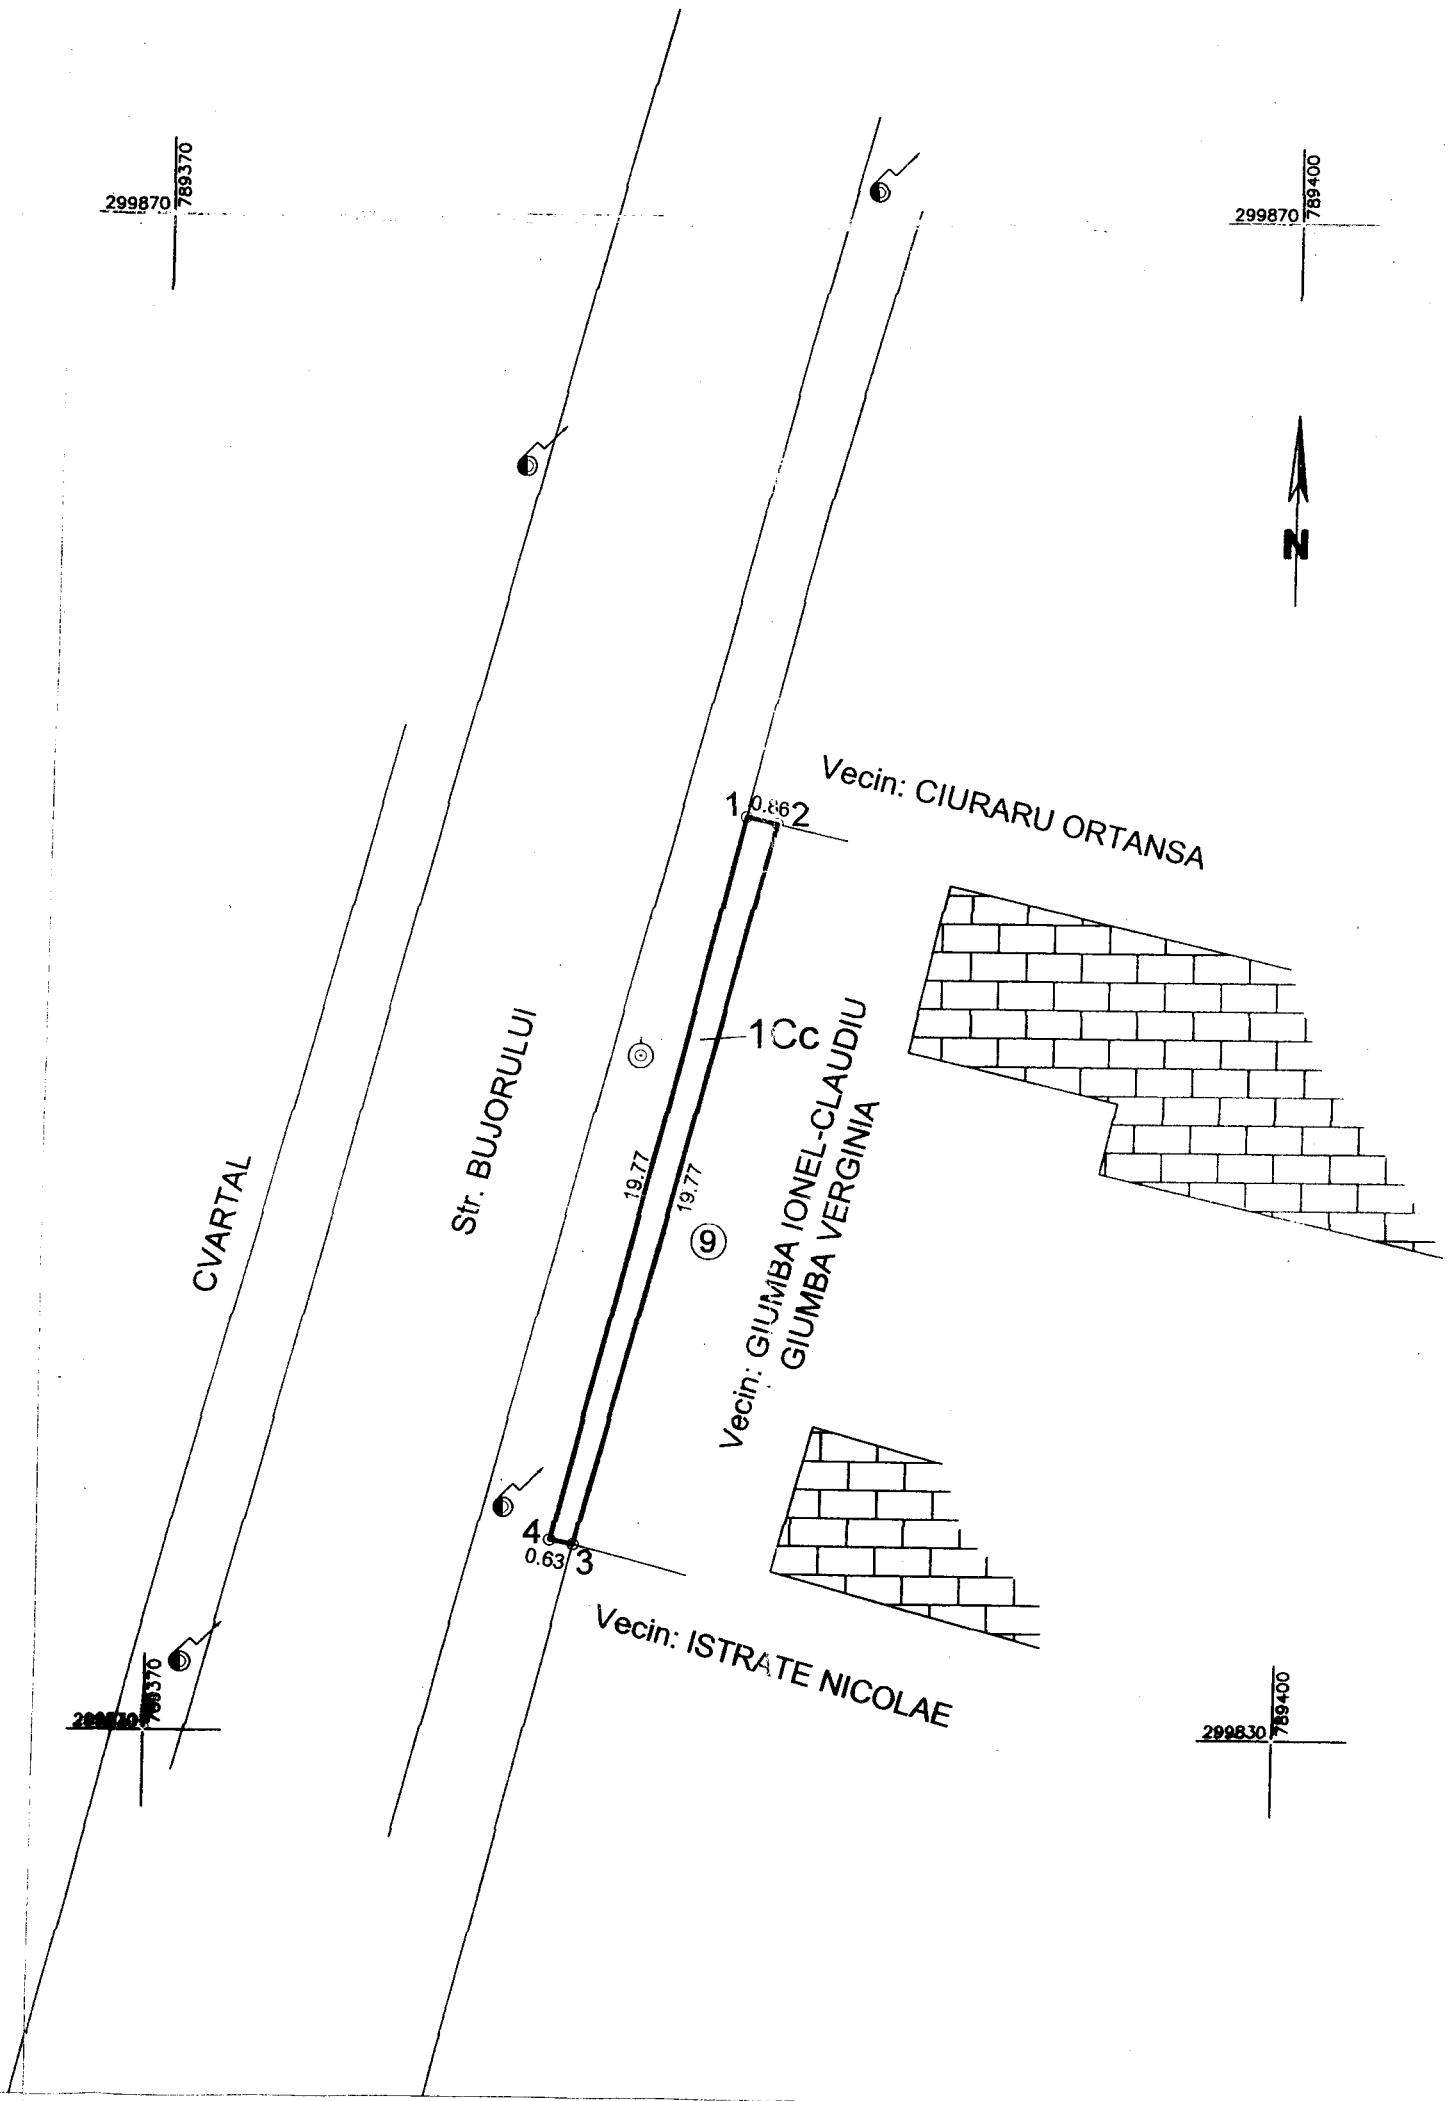 789370
299870
789400
299870
N
Vecin: CIURARU ORTANSA
1
0.86
2
1Cc
Str. BUJORULUI
CVARTAL
19.77
19.77
9
Vecin: GIUMBA IONEL-CLAUDIU
GIUMBA VERGINIA
4
0.63
3
Vecin: ISTRATE NICOLAE
789400
299830